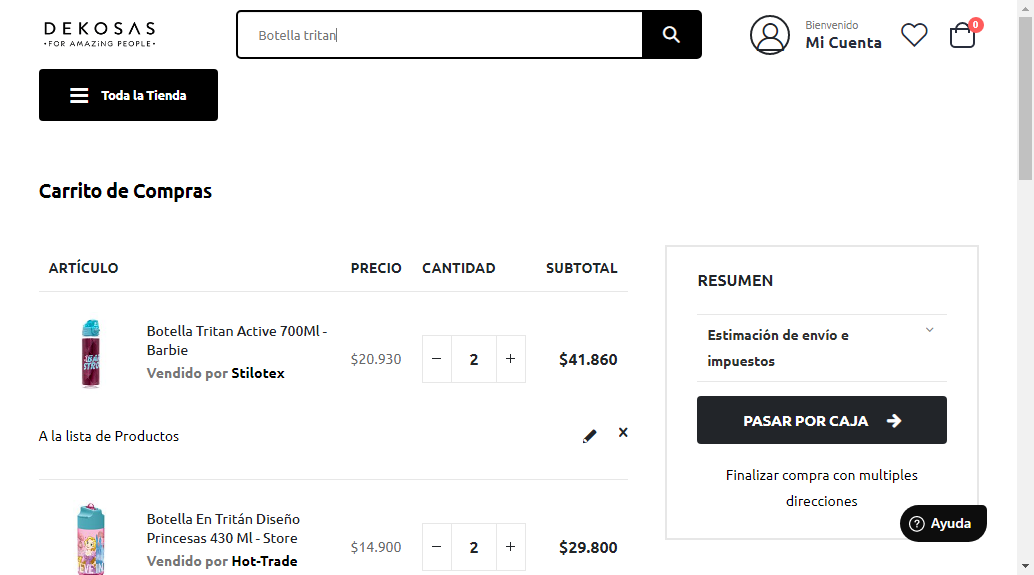 DEKOSAS
•FOR AMAZING PEOPLE•
Botella tritan
Bienvenido
Mi Cuenta
0
Toda la Tienda
Carrito de Compras
ARTÍCULO PRECIO CANTIDAD SUBTOTAL
Botella Tritan Active 700Ml -
Barbie
Vendido por Stilotex
$20.930 − 2 + $41.860
A la lista de Productos
Botella En Tritán Diseño
Princesas 430 Ml - Store
Vendido por Hot-Trade
$14.900 − 2 + $29.800
RESUMEN
Estimación de envío e
impuestos
PASAR POR CAJA
Finalizar compra con multiples
direcciones
Ayuda